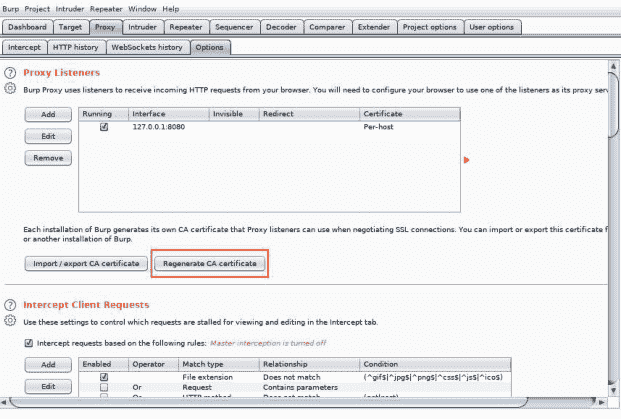 Burp Project Intruder Repeater Window Help
Dashboard Target Proxy Intruder Repeater Sequencer Decoder Comparer Extender Project options User options
Intercept HTTP history WebSockets history Options
Proxy Listeners
Burp Proxy uses listeners to receive incoming HTTP requests from your browser. You will need to configure your browser to use one of the listeners as its proxy serv
Add Running Interface Invisible Redirect Certificate
127.0.0.1:8080 Per-host
Edit
Remove
Each installation of Burp generates its own CA certificate that Proxy listeners can use when negotiating SSL connections. You can import or export this certificate f
or another installation of Burp.
Import / export CA certificate Regenerate CA certificate
Intercept Client Requests
Use these settings to control which requests are stalled for viewing and editing in the Intercept tab.
Intercept requests based on the following rules: Master interception is turned off
Add Enabled Operator Match type Relationship Condition
File extension Does not match (^gif$|^jpg$|^png$|^css$|^js$|^ico$)
Edit Or Request Contains parameters
Or HTTP method Does not match (get|post)